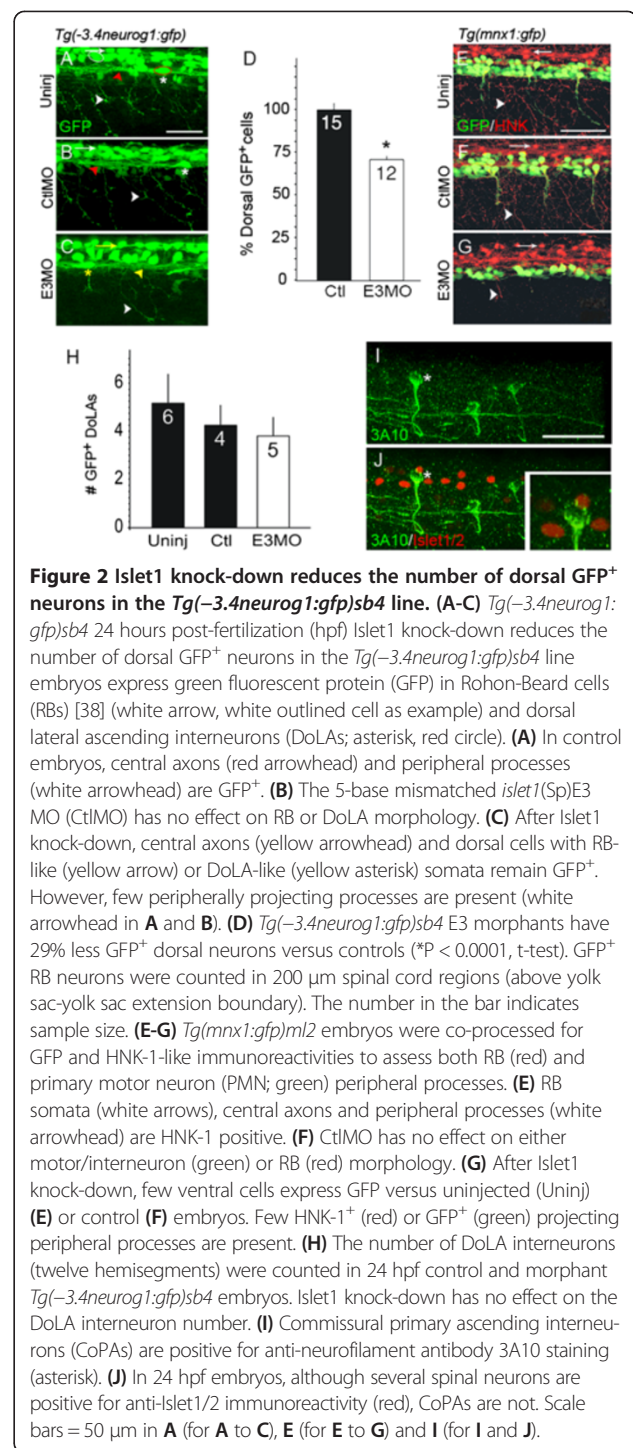 Tg(-3.4neurog1:gfp)
Tg(mnx1:gfp)
A
Uninj
GFP
*
B
CtlMO
*
C
E3MO
*
D
% Dorsal GFP+cells
100
75
50
25
0
15
*
12
Ctl
E3MO
E
Uninj
GFP/HNK
F
CtlMO
G
E3MO
H
# GFP+ DoLAs
6
4
2
0
6
4
5
Uninj
Ctl
E3MO
I
*
3A10
J
*
3A10/Islet1/2
Figure 2 Islet1 knock-down reduces the number of dorsal GFP+
neurons in the Tg(−3.4neurog1:gfp)sb4 line. (A-C) Tg(−3.4neurog1:
gfp)sb4 24 hours post-fertilization (hpf) Islet1 knock-down reduces the
number of dorsal GFP+ neurons in the Tg(−3.4neurog1:gfp)sb4 line
embryos express green fluorescent protein (GFP) in Rohon-Beard cells
(RBs) [38] (white arrow, white outlined cell as example) and dorsal
lateral ascending interneurons (DoLAs; asterisk, red circle). (A) In control
embryos, central axons (red arrowhead) and peripheral processes
(white arrowhead) are GFP+. (B) The 5-base mismatched islet1(Sp)E3
MO (CtlMO) has no effect on RB or DoLA morphology. (C) After Islet1
knock-down, central axons (yellow arrowhead) and dorsal cells with RB-
like (yellow arrow) or DoLA-like (yellow asterisk) somata remain GFP+.
However, few peripherally projecting processes are present (white
arrowhead in A and B). (D) Tg(−3.4neurog1:gfp)sb4 E3 morphants have
29% less GFP+ dorsal neurons versus controls (*P < 0.0001, t-test). GFP+
RB neurons were counted in 200 μm spinal cord regions (above yolk
sac-yolk sac extension boundary). The number in the bar indicates
sample size. (E-G) Tg(mnx1:gfp)ml2 embryos were co-processed for
GFP and HNK-1-like immunoreactivities to assess both RB (red) and
primary motor neuron (PMN; green) peripheral processes. (E) RB
somata (white arrows), central axons and peripheral processes (white
arrowhead) are HNK-1 positive. (F) CtlMO has no effect on either
motor/interneuron (green) or RB (red) morphology. (G) After Islet1
knock-down, few ventral cells express GFP versus uninjected (Uninj)
(E) or control (F) embryos. Few HNK-1+ (red) or GFP+ (green) projecting
peripheral processes are present. (H) The number of DoLA interneurons
(twelve hemisegments) were counted in 24 hpf control and morphant
Tg(−3.4neurog1:gfp)sb4 embryos. Islet1 knock-down has no effect on the
DoLA interneuron number. (I) Commissural primary ascending interneu-
rons (CoPAs) are positive for anti-neurofilament antibody 3A10 staining
(asterisk). (J) In 24 hpf embryos, although several spinal neurons are
positive for anti-Islet1/2 immunoreactivity (red), CoPAs are not. Scale
bars = 50 μm in A (for A to C), E (for E to G) and I (for I and J).